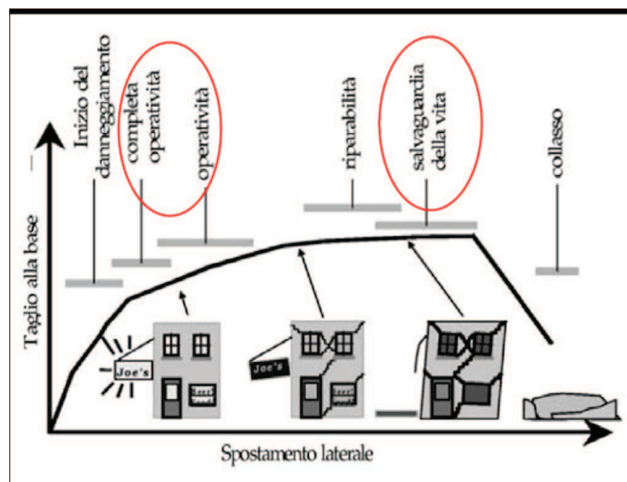 Inizio del
danneggiamento
completa
operatività
operatività
riparabilità
salvaguardia
della vita
collasso
Taglio alla base
Joe's
Joe's
Spostamento laterale